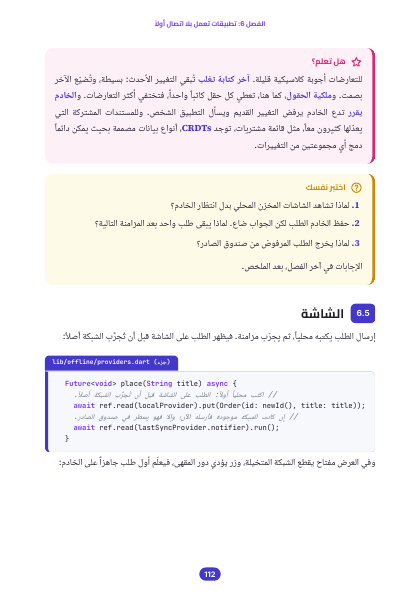 الفصل 6: تطبيقات تعمل بلا اتصال أولاً
هل تعلم؟
للتعارضات أجوبة كلاسيكية قليلة. آخر كتابة تغلب تُبقي التغيير الأحدث: بسيطة، وتُضيّع الآخر
بصمت. وملكية الحقول، كما هنا، تعطي كل حقل كاتباً واحداً، فتختفي أكثر التعارضات. والخادم
يقرر تدع الخادم يرفض التغيير القديم ويسأل التطبيق الشخص. وللمستندات المشتركة التي
يعدّلها كثيرون معاً، مثل قائمة مشتريات، توجد CRDTs، أنواع بيانات مصممة بحيث يمكن دائماً
دمج أي مجموعتين من التغييرات.
اختبر نفسك
1. لماذا تشاهد الشاشات المخزن المحلي بدل انتظار الخادم؟
2. حفظ الخادم الطلب لكن الجواب ضاع. لماذا يبقى طلب واحد بعد المزامنة التالية؟
3. لماذا يخرج الطلب المرفوض من صندوق الصادر؟
الإجابات في آخر الفصل، بعد الملخص.
6.5 الشاشة
إرسال الطلب يكتبه محلياً، ثم يجرّب مزامنة. فيظهر الطلب على الشاشة قبل أن تُجرَّب الشبكة أصلاً:
lib/offline/providers.dart (جزء)
Future<void> place(String title) async {
// اكتب محلياً أولاً: الطلب على الشاشة قبل أن تُجرَّب الشبكة أصلاً.
await ref.read(localProvider).put(Order(id: newId(), title: title));
// إن كانت الشبكة موجودة فأرسله الآن، وإلا فهو ينتظر في صندوق الصادر.
await ref.read(lastSyncProvider.notifier).run();
}
وفي العرض مفتاح يقطع الشبكة المتخيلة، وزر يؤدي دور المقهى، فيعلّم أول طلب جاهزاً على الخادم:
112